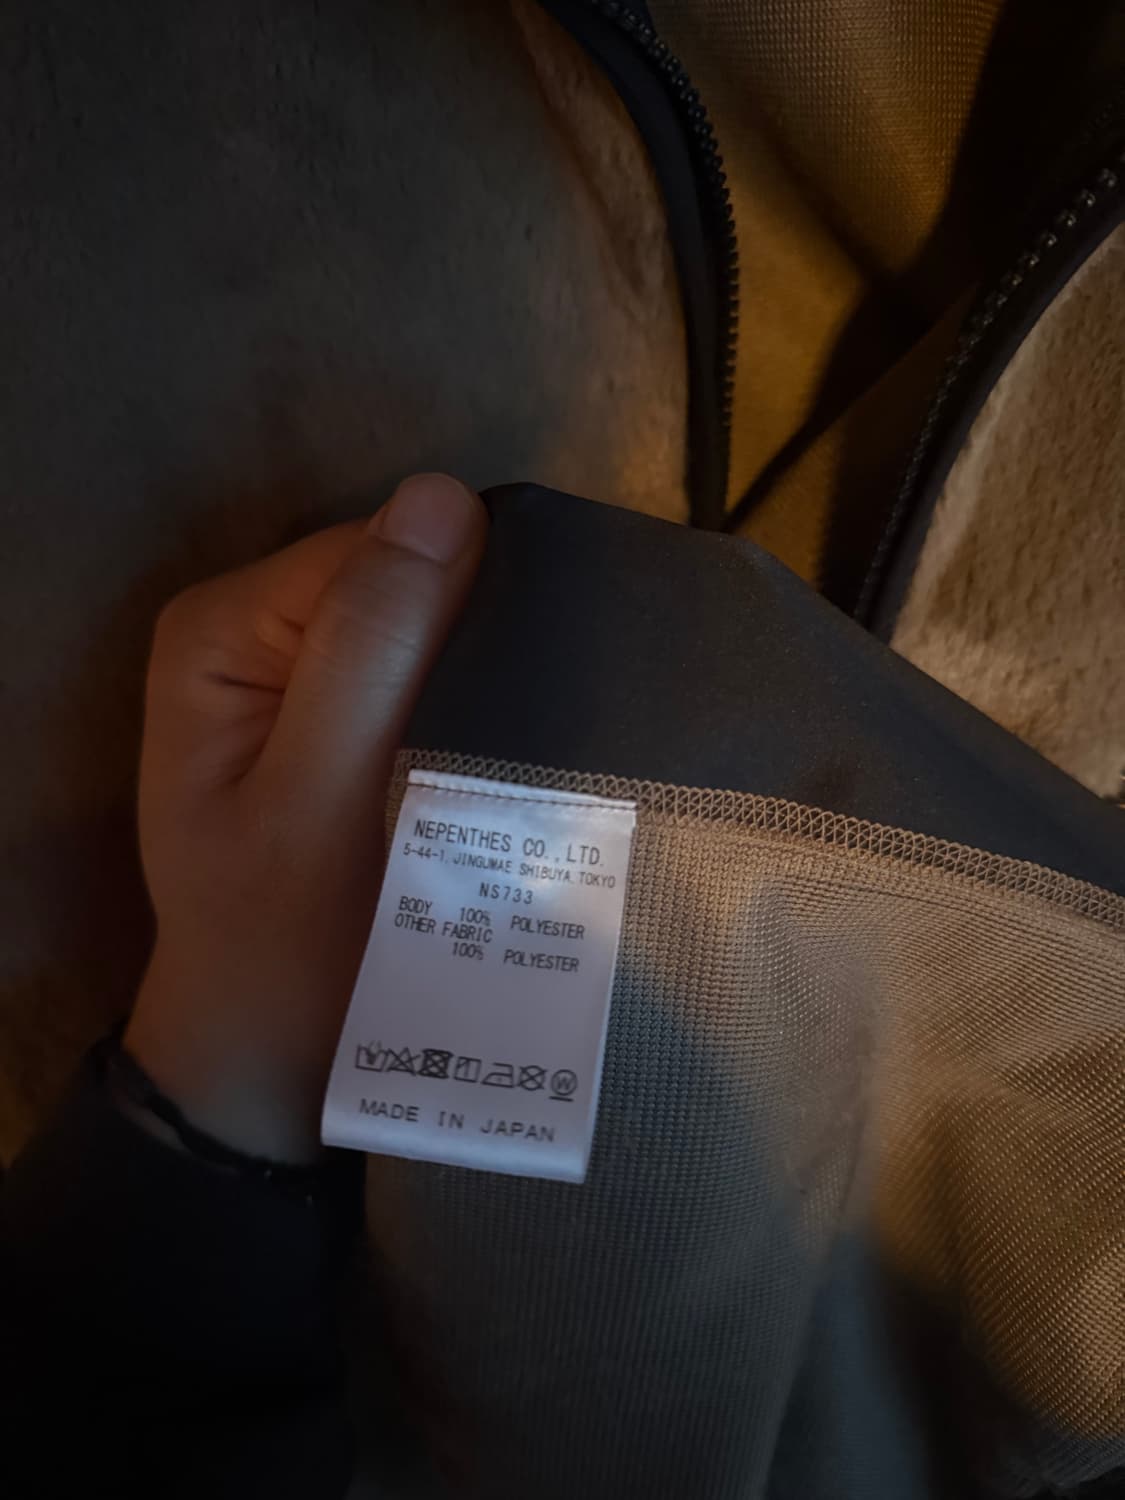 NEPENTHES CO.,LTD.
5-44-1, JINGUMAE SHIBUYA.TOKYO
NS733
BODY 100% POLYESTER
OTHER FABRIC
100% POLYESTER
W
MADE IN JAPAN